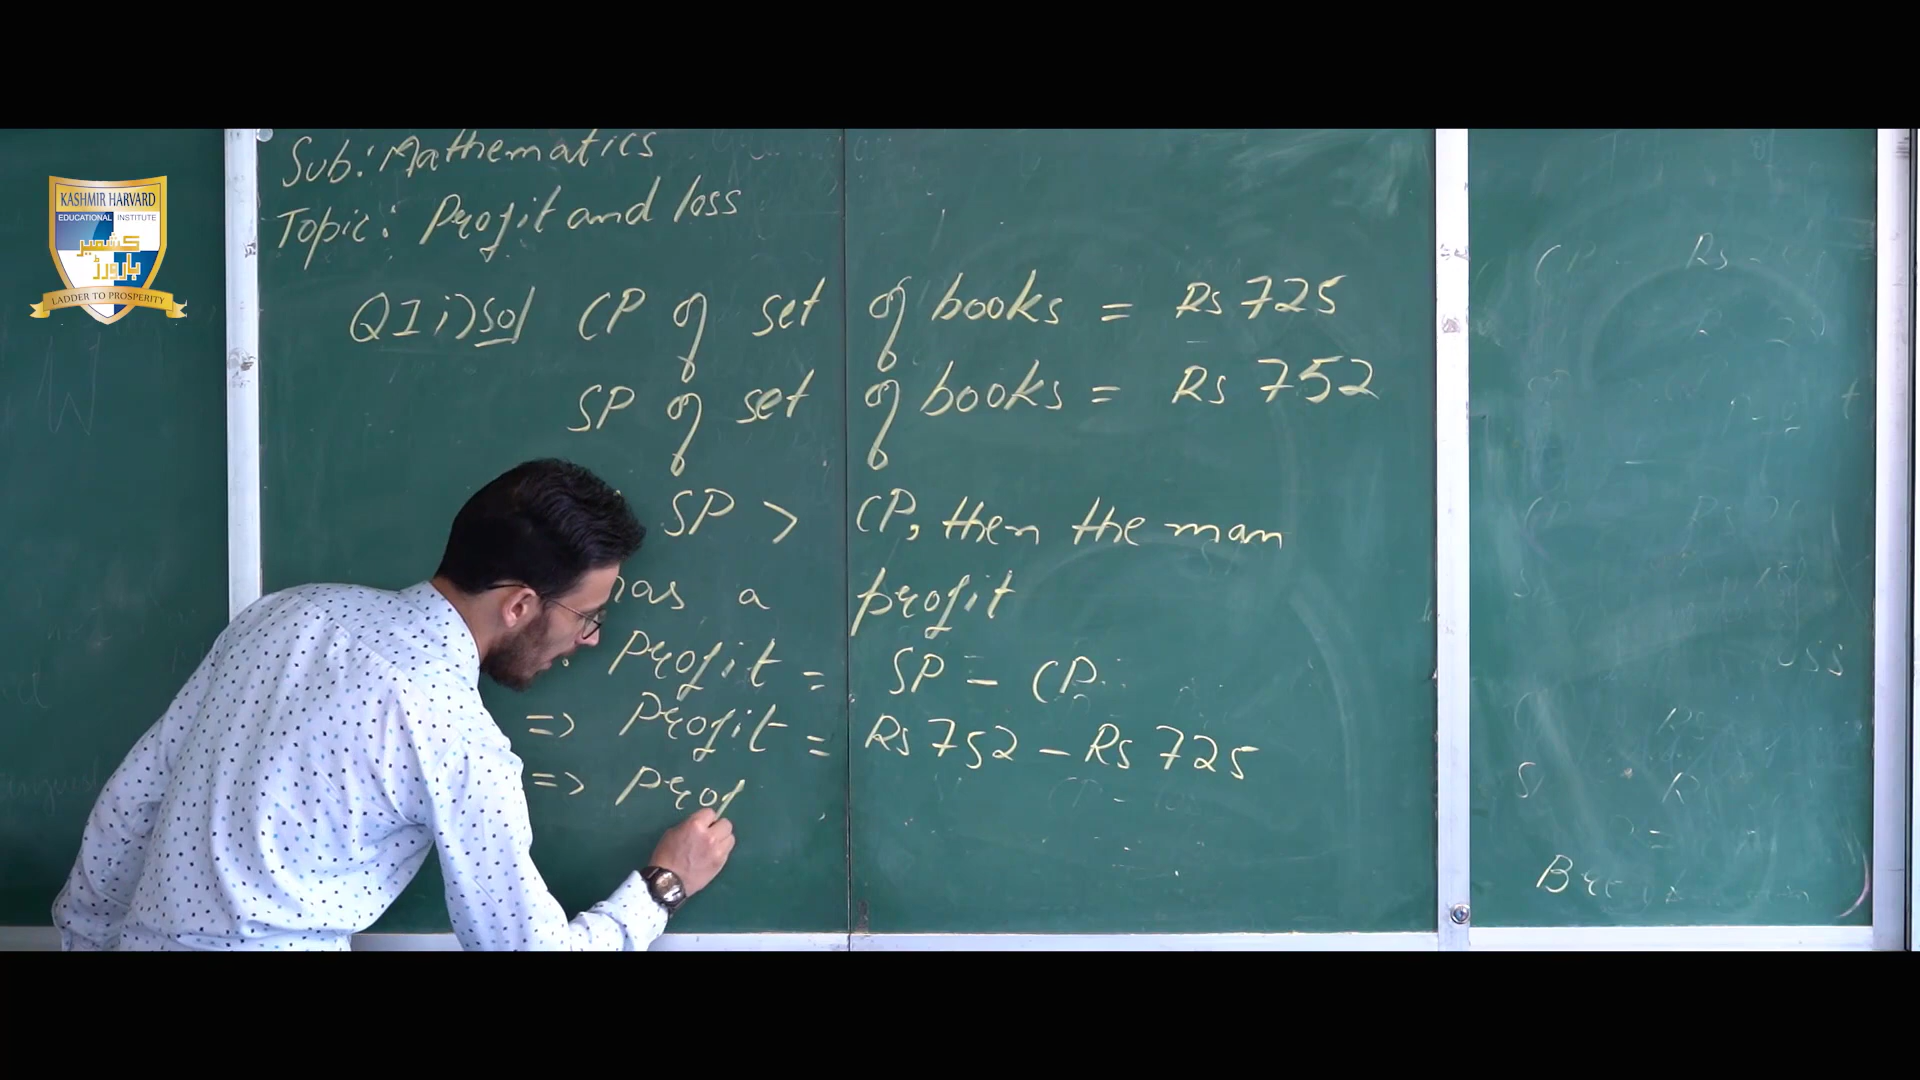 Sub: Mathematics
Topic: Profit and loss
KASHMIR HARVARD
EDUCATIONAL INSTITUTE
کشمیر
ہارورڈ
LADDER TO PROSPERITY
Q1 i) sol CP of set of books = Rs 725
SP of set of books = Rs 752
SP > CP, then the man
has a profit
Profit = SP - CP
=> Profit = Rs 752 - Rs 725
=> Prof